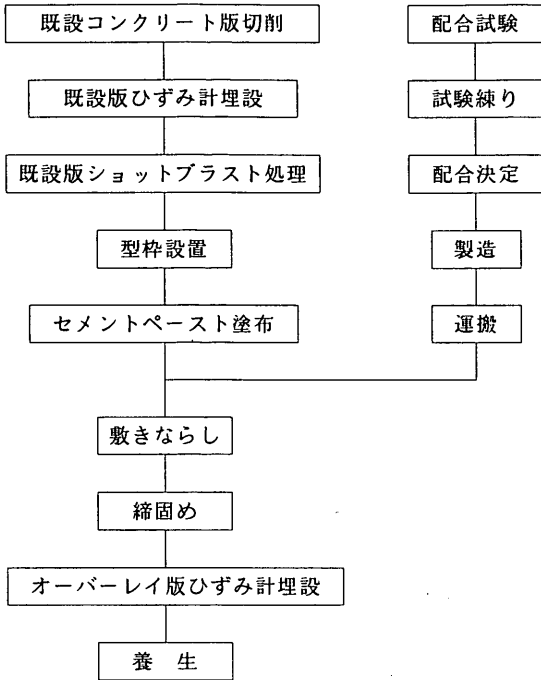 既設コンクリート版切削
配合試験
既設版ひずみ計埋設
試験練り
既設版ショットブラスト処理
配合決定
型枠設置
製造
セメントペースト塗布
運搬
敷きならし
締固め
オーバーレイ版ひずみ計埋設
養 生